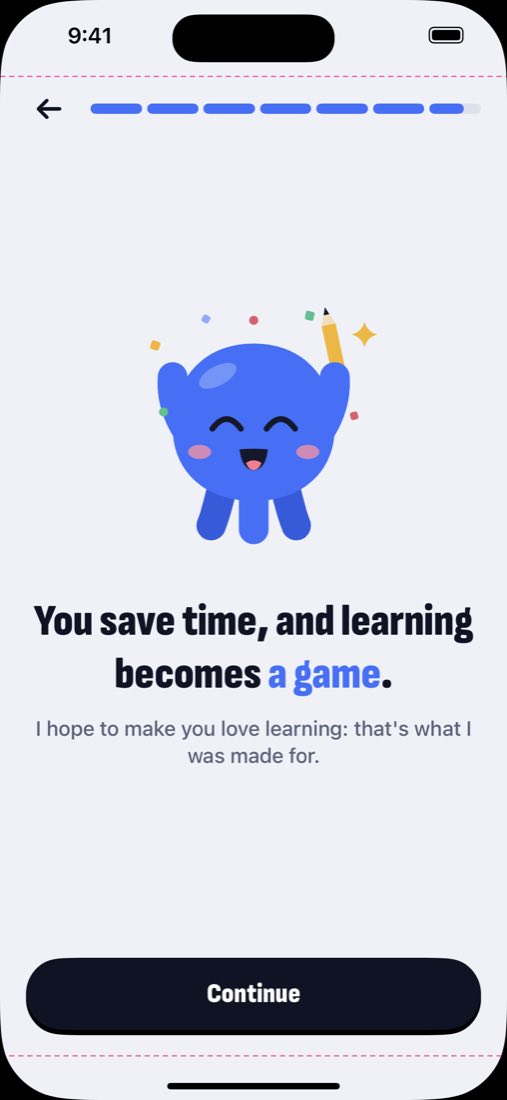 9:41
You save time, and learning
becomes a game.
I hope to make you love learning: that's what I
was made for.
Continue